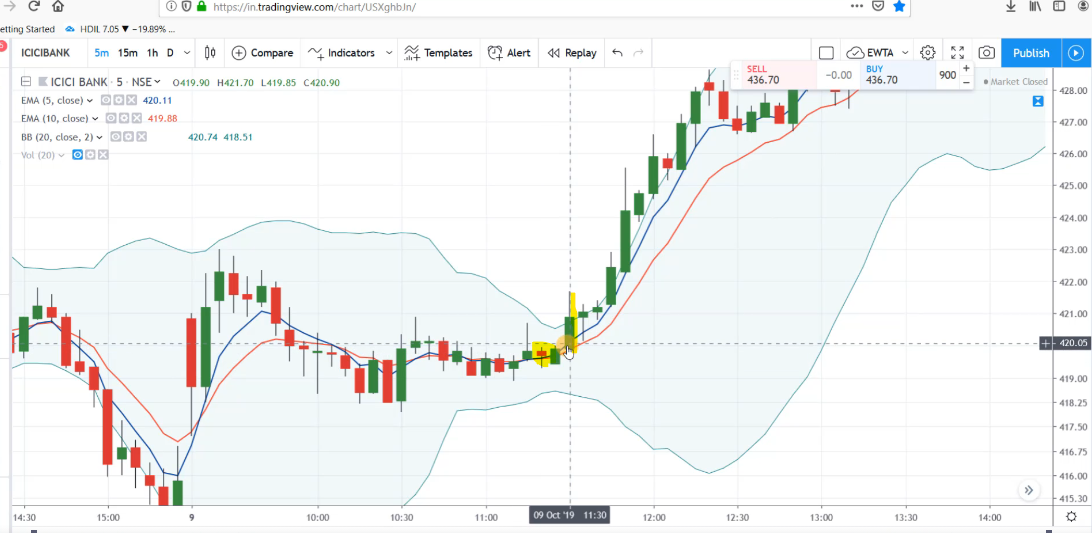 https://in.tradingview.com/chart/USXghbJn/
etting Started HDIL 7.05 ▼ −19.89% ...
ICICIBANK 5m 15m 1h D Compare Indicators Templates Alert Replay EWTA Publish
ICICI BANK · 5 · NSE O419.90 H421.70 L419.85 C420.90
SELL 436.70 −0.00 BUY 436.70 900 + −
Market Closed
EMA (5, close) 420.11
EMA (10, close) 419.88
BB (20, close, 2) 420.74 418.51
Vol (20)
428.00
427.00
426.00
425.00
424.00
423.00
422.00
421.00
420.05
419.00
418.25
417.50
416.75
416.00
415.30
14:30 15:00 9 10:00 10:30 11:00 09 Oct '19 11:30 12:00 12:30 13:00 13:30 14:00